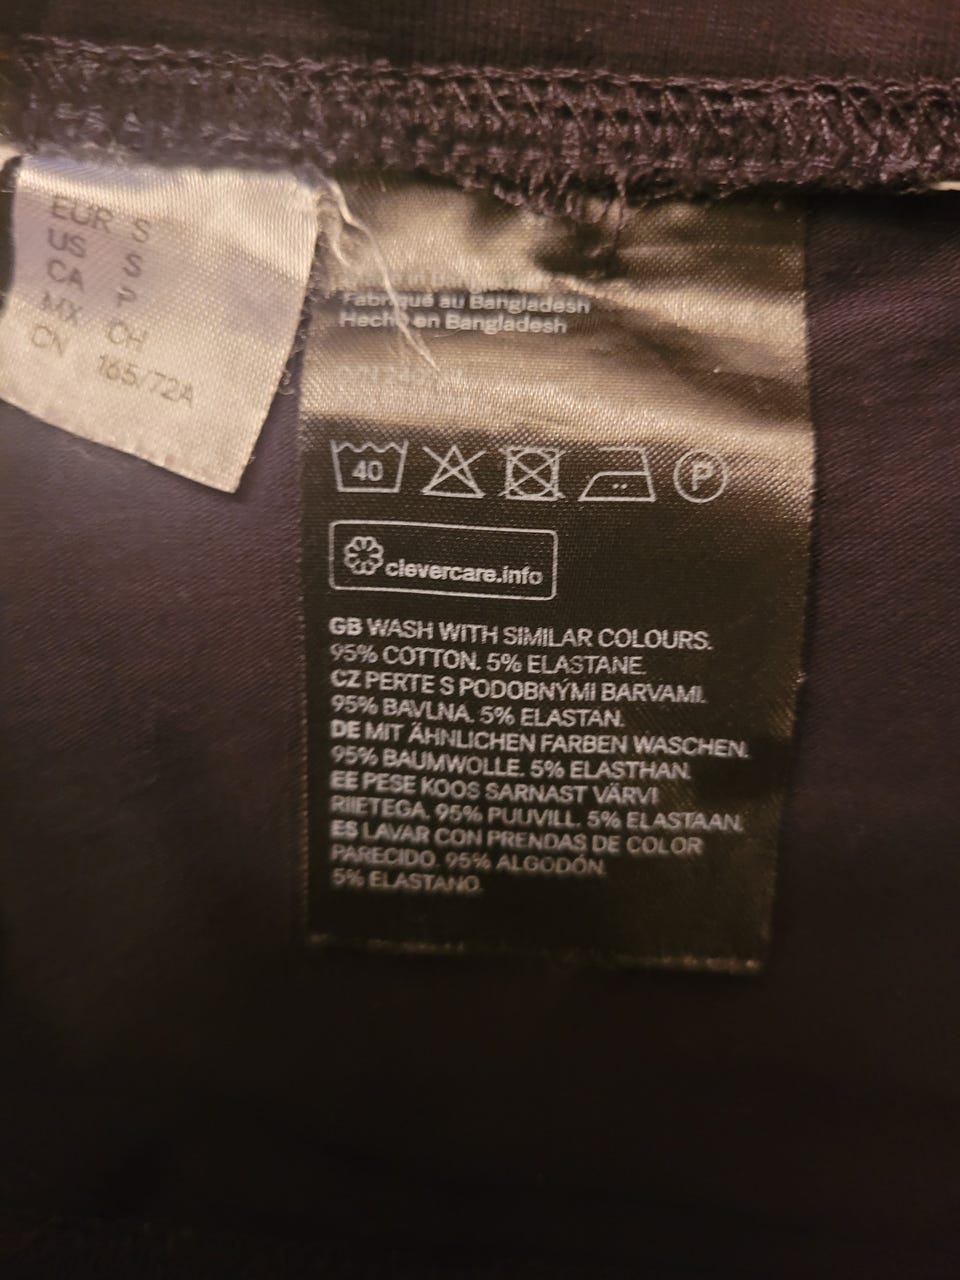 EUR S
US S
CA P
MX CH
CN 165/72A
Fabriqué au Bangladesh
Hecho en Bangladesh
40
P
clevercare.info
GB WASH WITH SIMILAR COLOURS.
95% COTTON. 5% ELASTANE.
CZ PERTE S PODOBNÝMI BARVAMI.
95% BAVLNA. 5% ELASTAN.
DE MIT ÄHNLICHEN FARBEN WASCHEN.
95% BAUMWOLLE. 5% ELASTHAN.
EE PESE KOOS SARNAST VÄRVI
RIIETEGA. 95% PUUVILL. 5% ELASTAAN.
ES LAVAR CON PRENDAS DE COLOR
PARECIDO. 95% ALGODÓN.
5% ELASTANO.